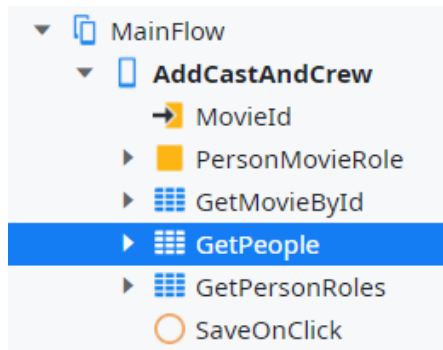 MainFlow
AddCastAndCrew
MovieId
PersonMovieRole
GetMovieById
GetPeople
GetPersonRoles
SaveOnClick